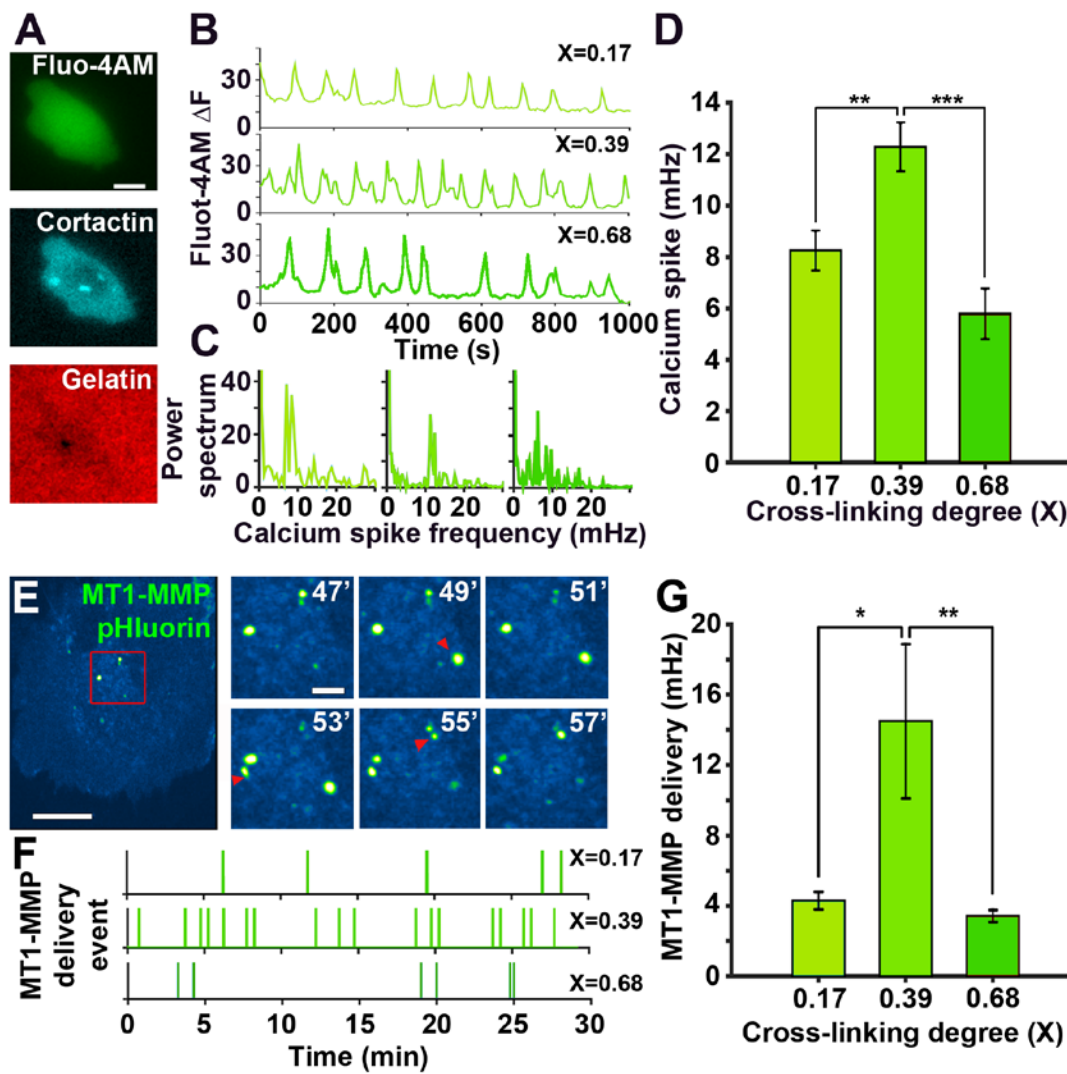 A
Fluo-4AM
Cortactin
Gelatin
B
Fluot-4AM ΔF
X=0.17
30
0
X=0.39
30
0
X=0.68
30
0
0 200 400 600 800 1000
Time (s)
C
Power
spectrum
40
20
0
0 10 20 0 10 20 0 10 20
Calcium spike frequency (mHz)
D
Calcium spike (mHz)
14
12
10
8
6
4
2
0
** ***
0.17 0.39 0.68
Cross-linking degree (X)
E
MT1-MMP
pHluorin
47’ 49’ 51’
53’ 55’ 57’
F
MT1-MMP
delivery
event
X=0.17
X=0.39
X=0.68
0 5 10 15 20 25 30
Time (min)
G
MT1-MMP delivery (mHz)
20
16
12
8
4
0
* **
0.17 0.39 0.68
Cross-linking degree (X)